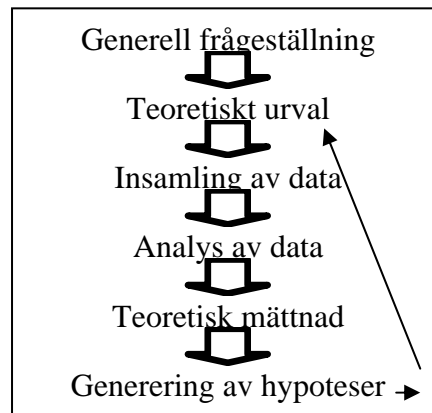 Generell frågeställning
Teoretiskt urval
Insamling av data
Analys av data
Teoretisk mättnad
Generering av hypoteser